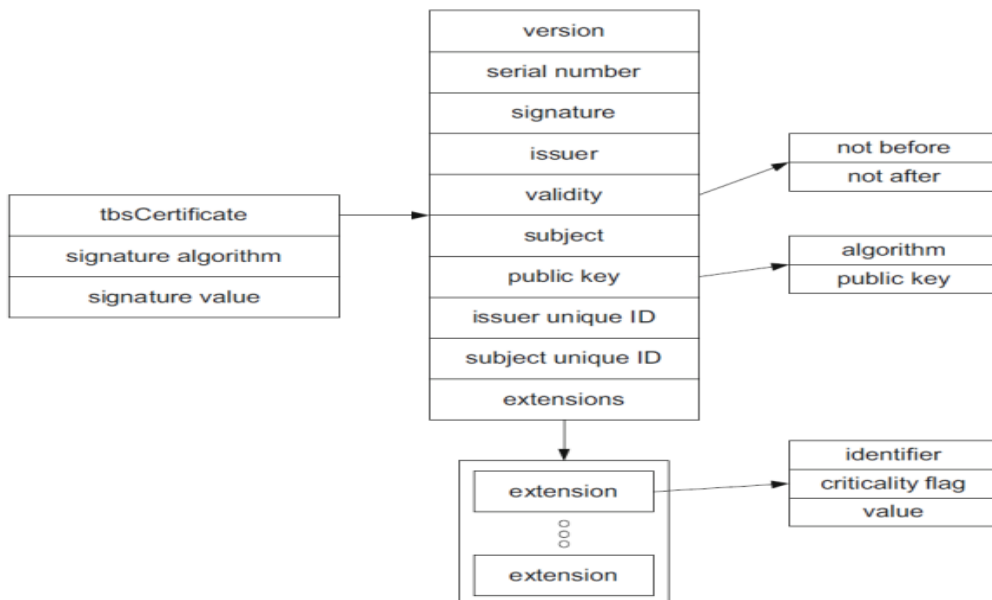 tbsCertificate
signature algorithm
signature value
version
serial number
signature
issuer
validity
subject
public key
issuer unique ID
subject unique ID
extensions
not before
not after
algorithm
public key
extension
extension
identifier
criticality flag
value